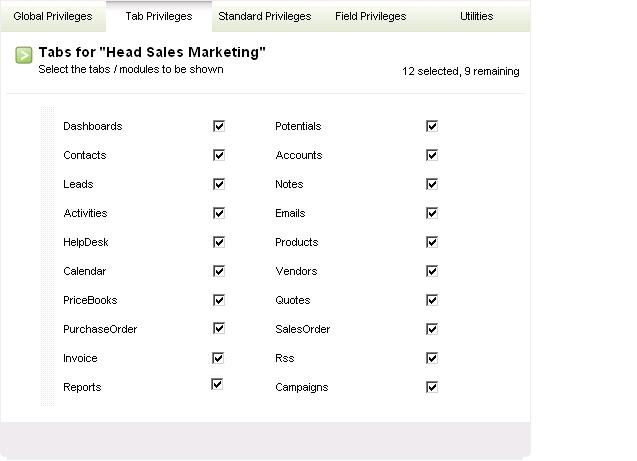 Global Privileges Tab Privileges Standard Privileges Field Privileges Utilities
Tabs for "Head Sales Marketing"
Select the tabs / modules to be shown
12 selected, 9 remaining
Dashboards Potentials
Contacts Accounts
Leads Notes
Activities Emails
HelpDesk Products
Calendar Vendors
PriceBooks Quotes
PurchaseOrder SalesOrder
Invoice Rss
Reports Campaigns